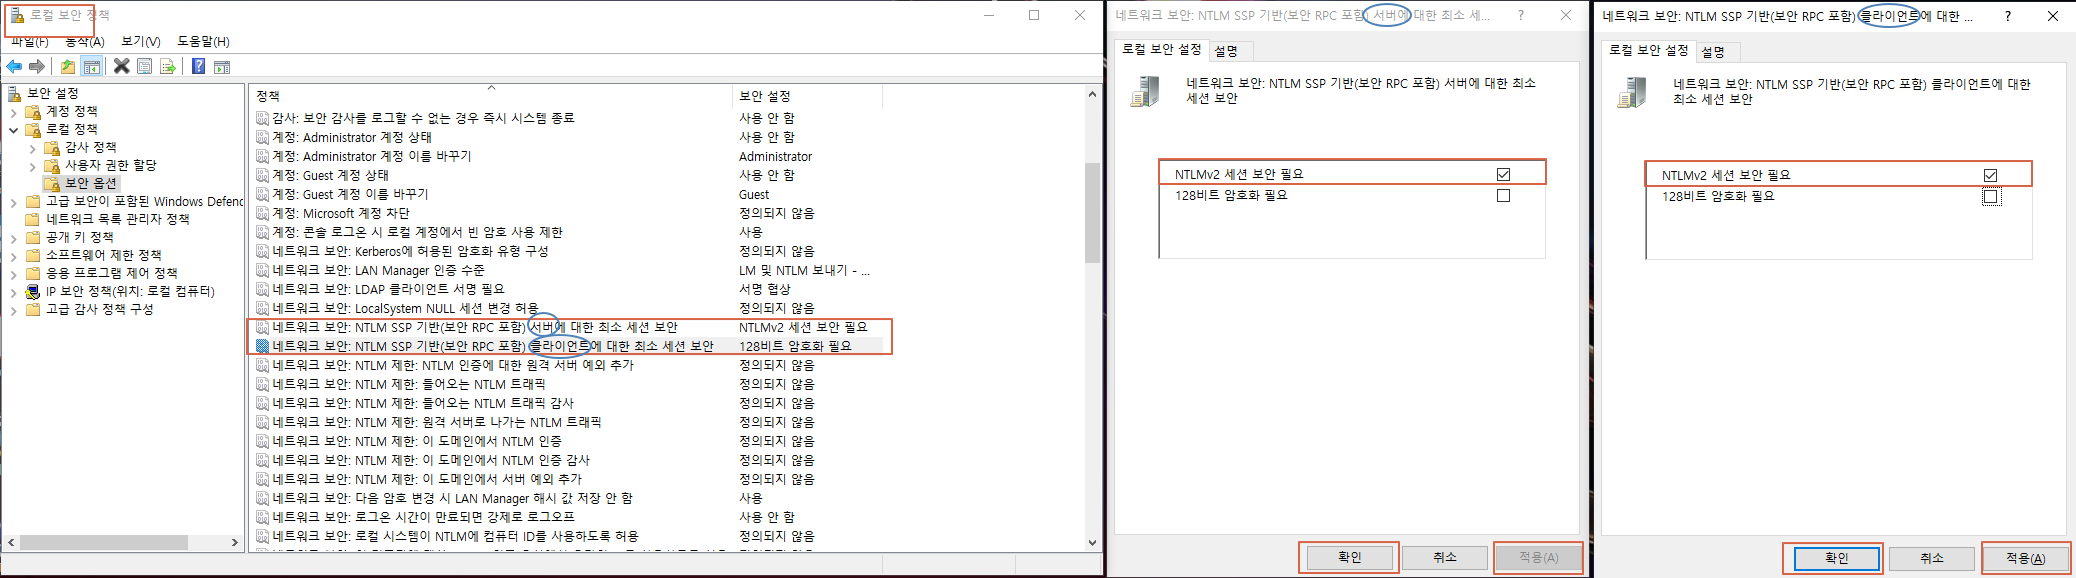 로컬 보안 정책
파일(F) 동작(A) 보기(V) 도움말(H)
보안 설정
계정 정책
로컬 정책
감사 정책
사용자 권한 할당
보안 옵션
고급 보안이 포함된 Windows Defenc
네트워크 목록 관리자 정책
공개 키 정책
소프트웨어 제한 정책
응용 프로그램 제어 정책
IP 보안 정책(위치: 로컬 컴퓨터)
고급 감사 정책 구성
정책 보안 설정
감사: 보안 감사를 로그할 수 없는 경우 즉시 시스템 종료 사용 안 함
계정: Administrator 계정 상태 사용 안 함
계정: Administrator 계정 이름 바꾸기 Administrator
계정: Guest 계정 상태 사용 안 함
계정: Guest 계정 이름 바꾸기 Guest
계정: Microsoft 계정 차단 정의되지 않음
계정: 콘솔 로그온 시 로컬 계정에서 빈 암호 사용 제한 사용
네트워크 보안: Kerberos에 허용된 암호화 유형 구성 정의되지 않음
네트워크 보안: LAN Manager 인증 수준 LM 및 NTLM 보내기 - ...
네트워크 보안: LDAP 클라이언트 서명 필요 서명 협상
네트워크 보안: LocalSystem NULL 세션 변경 허용 정의되지 않음
네트워크 보안: NTLM SSP 기반(보안 RPC 포함) 서버에 대한 최소 세션 보안 NTLMv2 세션 보안 필요
네트워크 보안: NTLM SSP 기반(보안 RPC 포함) 클라이언트에 대한 최소 세션 보안 128비트 암호화 필요
네트워크 보안: NTLM 제한: NTLM 인증에 대한 원격 서버 예외 추가 정의되지 않음
네트워크 보안: NTLM 제한: 들어오는 NTLM 트래픽 정의되지 않음
네트워크 보안: NTLM 제한: 들어오는 NTLM 트래픽 감사 정의되지 않음
네트워크 보안: NTLM 제한: 원격 서버로 나가는 NTLM 트래픽 정의되지 않음
네트워크 보안: NTLM 제한: 이 도메인에서 NTLM 인증 정의되지 않음
네트워크 보안: NTLM 제한: 이 도메인에서 NTLM 인증 감사 정의되지 않음
네트워크 보안: NTLM 제한: 이 도메인에서 서버 예외 추가 정의되지 않음
네트워크 보안: 다음 암호 변경 시 LAN Manager 해시 값 저장 안 함 사용
네트워크 보안: 로그온 시간이 만료되면 강제로 로그오프 사용 안 함
네트워크 보안: 로컬 시스템이 NTLM에 컴퓨터 ID를 사용하도록 허용 정의되지 않음
네트워크 보안: NTLM SSP 기반(보안 RPC 포함) 서버에 대한 최소 세... ?
로컬 보안 설정 설명
네트워크 보안: NTLM SSP 기반(보안 RPC 포함) 서버에 대한 최소
세션 보안
NTLMv2 세션 보안 필요
128비트 암호화 필요
확인 취소 적용(A)
네트워크 보안: NTLM SSP 기반(보안 RPC 포함) 클라이언트에 대한 ... ?
로컬 보안 설정 설명
네트워크 보안: NTLM SSP 기반(보안 RPC 포함) 클라이언트에 대한
최소 세션 보안
NTLMv2 세션 보안 필요
128비트 암호화 필요
확인 취소 적용(A)